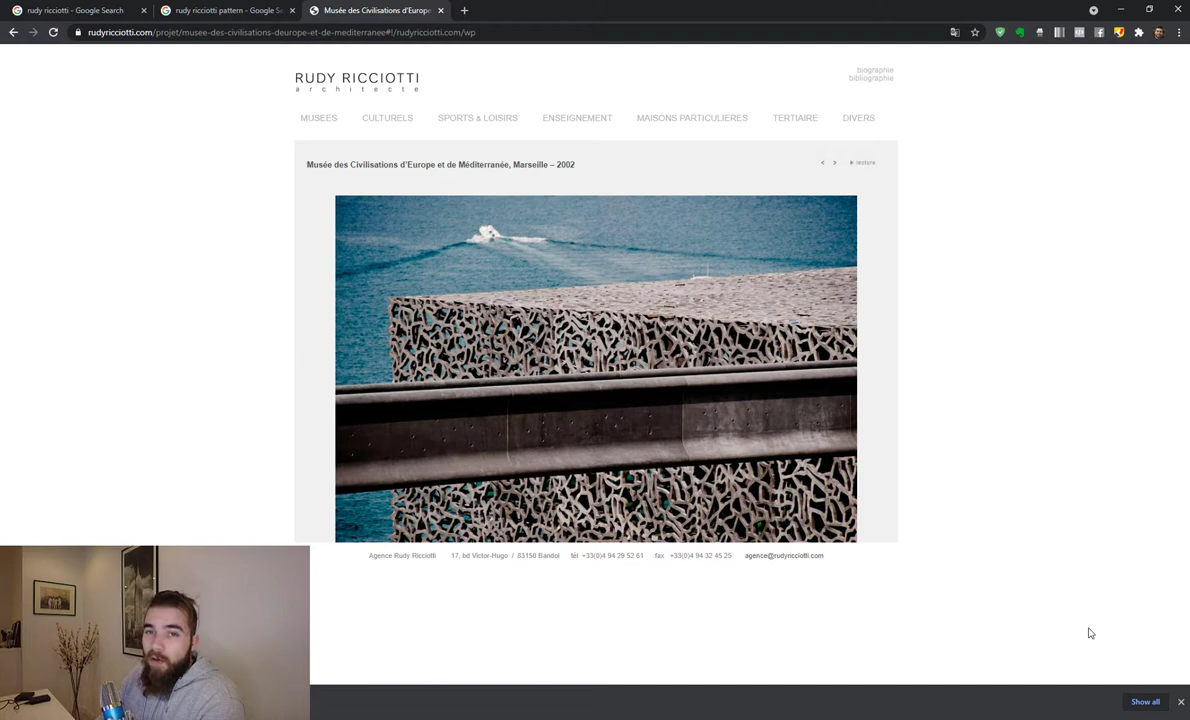 rudy ricciotti - Google Search
rudy ricciotti pattern - Google Se
Musée des Civilisations d'Europe
rudyricciotti.com/projet/musee-des-civilisations-deurope-et-de-mediterranee#!/rudyricciotti.com/wp
RUDY RICCIOTTI
architecte
biographie
bibliographie
MUSEES CULTURELS SPORTS & LOISIRS ENSEIGNEMENT MAISONS PARTICULIERES TERTIAIRE DIVERS
Musée des Civilisations d'Europe et de Méditerranée, Marseille – 2002
< > lecture
Agence Rudy Ricciotti 17, bd Victor-Hugo / 83150 Bandol tél +33(0)4 94 29 52 61 fax +33(0)4 94 32 45 25 agence@rudyricciotti.com
Show all